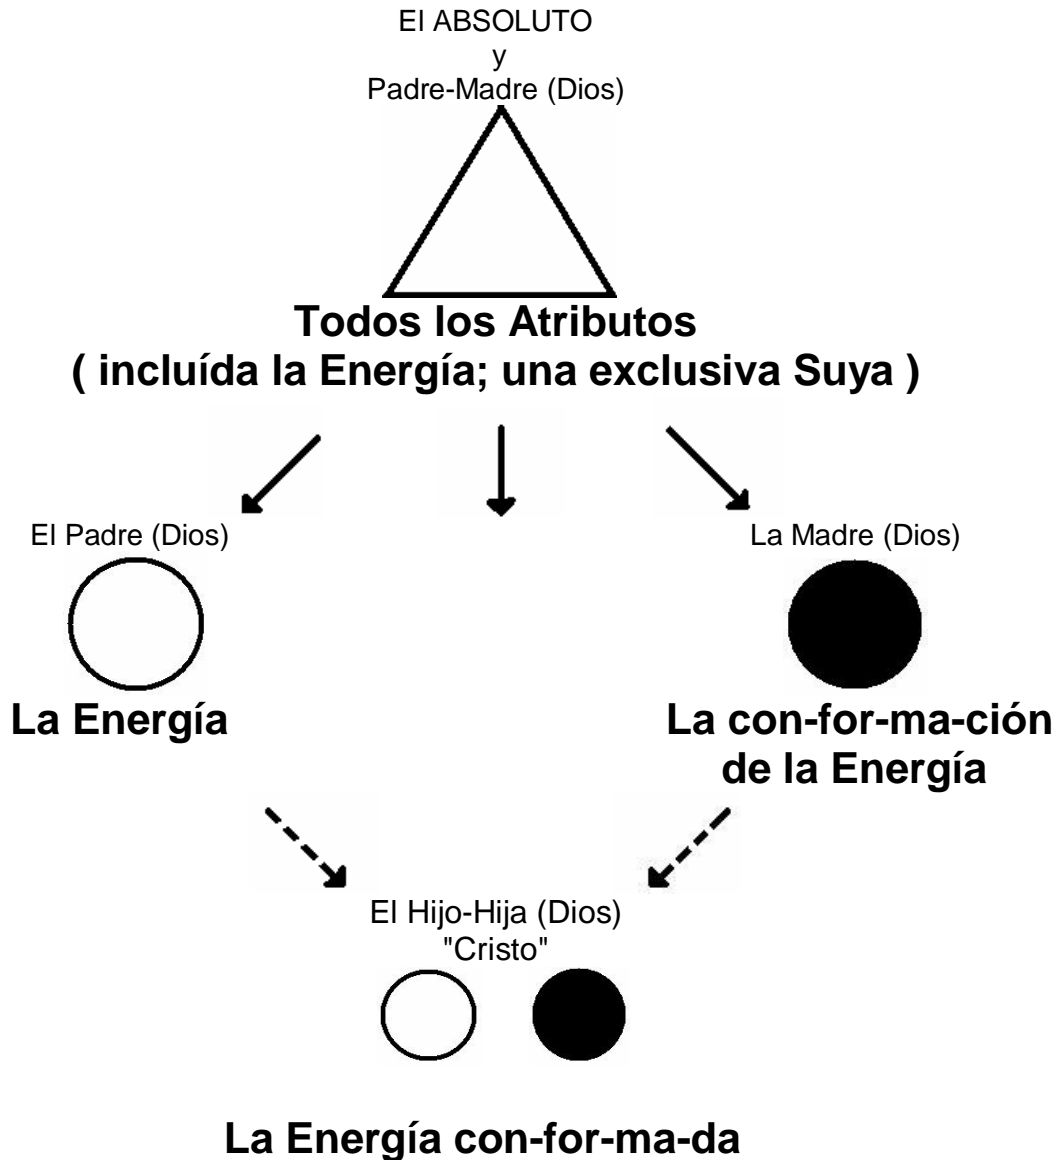 El ABSOLUTO
y
Padre-Madre (Dios)
Todos los Atributos
( incluída la Energía; una exclusiva Suya )
El Padre (Dios)
La Madre (Dios)
La Energía
La con-for-ma-ción
de la Energía
El Hijo-Hija (Dios)
"Cristo"
La Energía con-for-ma-da